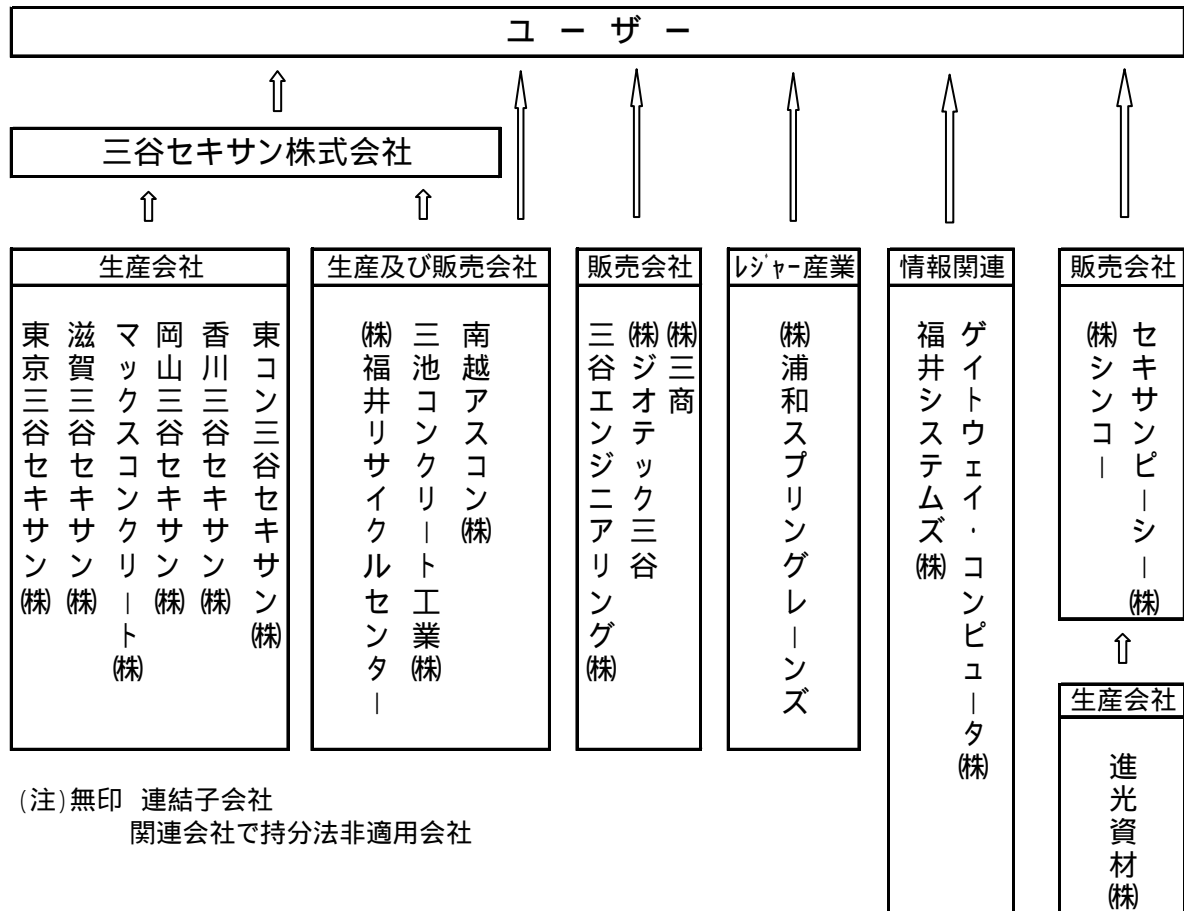 ユーザー
三谷セキサン株式会社
生産会社
東京三谷セキサン㈱
滋賀三谷セキサン㈱
マックスコンクリート㈱
岡山三谷セキサン㈱
香川三谷セキサン㈱
東コン三谷セキサン㈱
生産及び販売会社
㈱福井リサイクルセンター
三池コンクリート工業㈱
南越アスコン㈱
販売会社
三谷エンジニアリング㈱
㈱ジオテック三谷
㈱三商
ﾚｼﾞｬｰ産業
㈱浦和スプリングレーンズ
情報関連
福井システムズ㈱
ゲイトウェイ・コンピュータ㈱
販売会社
㈱シンコー
セキサンピーシー㈱
生産会社
進光資材㈱
(注)無印 連結子会社
関連会社で持分法非適用会社